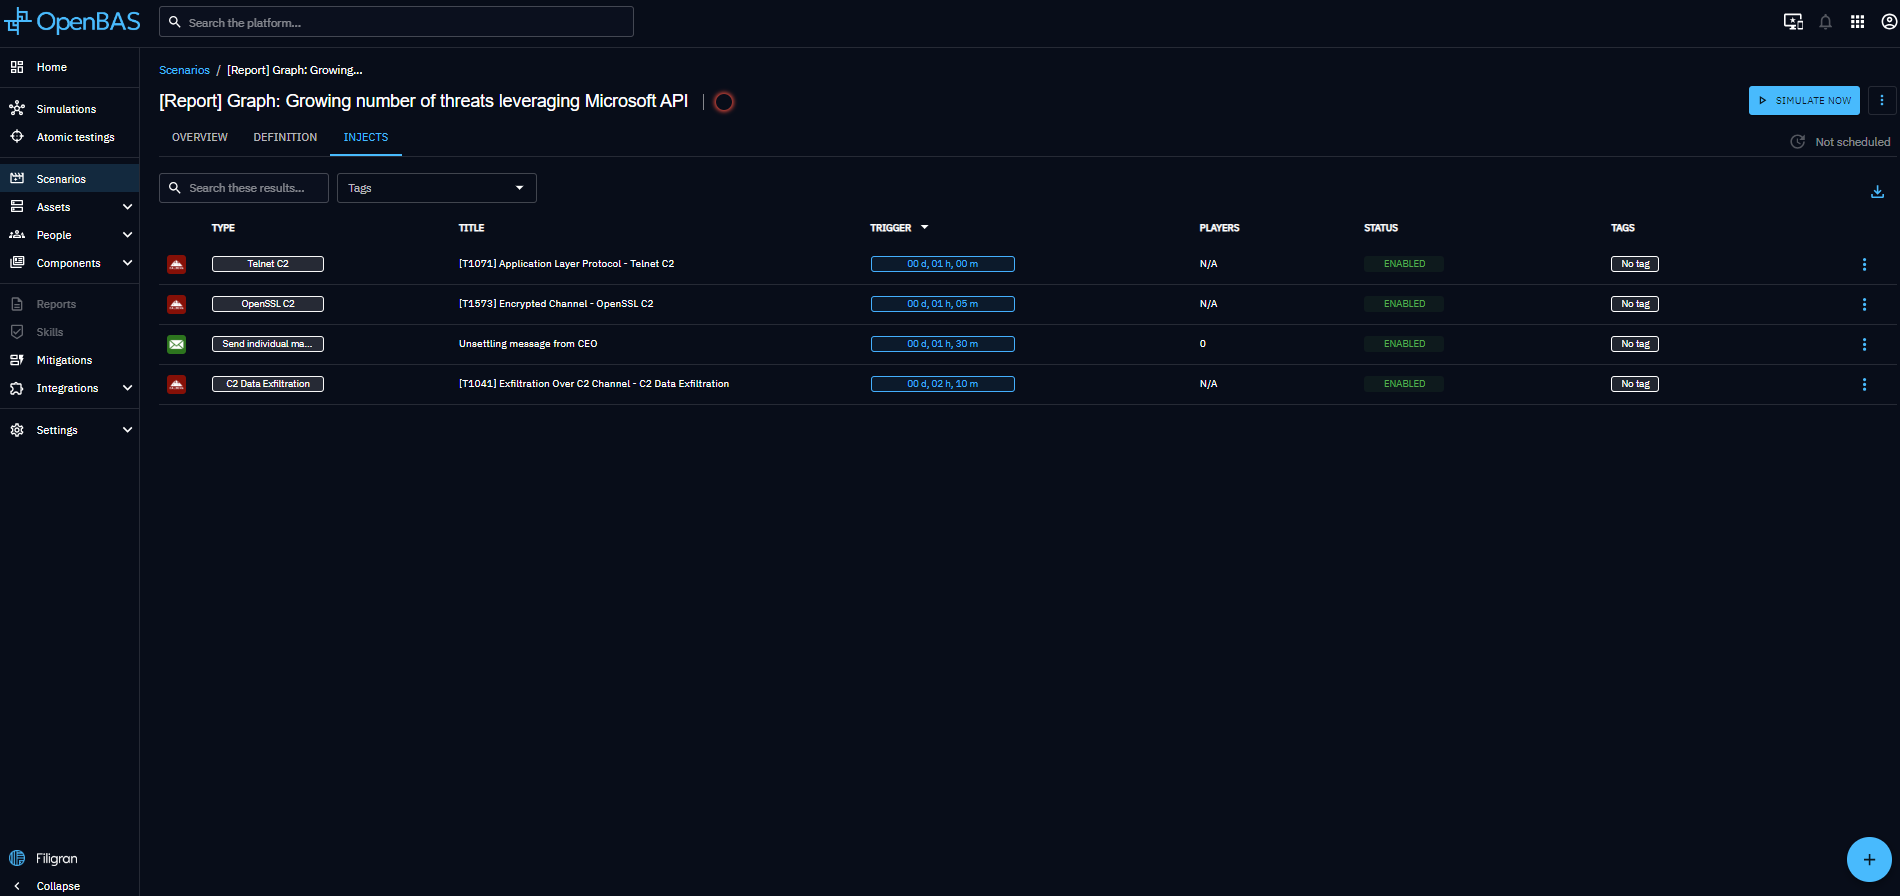 OpenBAS
Search the platform...
Home
Simulations
Atomic testings
Scenarios
Assets
People
Components
Reports
Skills
Mitigations
Integrations
Settings
Filigran
Collapse
Scenarios / [Report] Graph: Growing...
[Report] Graph: Growing number of threats leveraging Microsoft API
SIMULATE NOW
OVERVIEW DEFINITION INJECTS
Not scheduled
Search these results...
Tags
TYPE TITLE TRIGGER PLAYERS STATUS TAGS
Telnet C2 [T1071] Application Layer Protocol - Telnet C2 00 d, 01 h, 00 m N/A ENABLED No tag
OpenSSL C2 [T1573] Encrypted Channel - OpenSSL C2 00 d, 01 h, 05 m N/A ENABLED No tag
Send individual ma... Unsettling message from CEO 00 d, 01 h, 30 m 0 ENABLED No tag
C2 Data Exfiltration [T1041] Exfiltration Over C2 Channel - C2 Data Exfiltration 00 d, 02 h, 10 m N/A ENABLED No tag